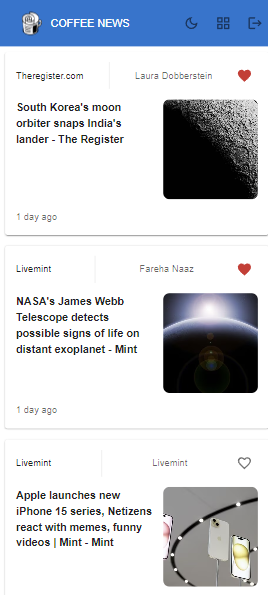 COFFEE NEWS
Theregister.com
Laura Dobberstein
South Korea's moon
orbiter snaps India's
lander - The Register
1 day ago
Livemint
Fareha Naaz
NASA's James Webb
Telescope detects
possible signs of life on
distant exoplanet - Mint
1 day ago
Livemint
Livemint
Apple launches new
iPhone 15 series, Netizens
react with memes, funny
videos | Mint - Mint